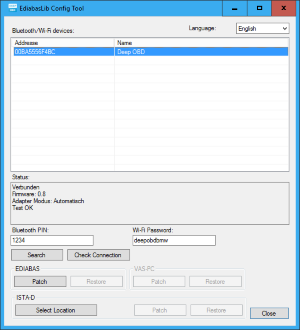 EdiabasLib Config Tool
Bluetooth/Wi-Fi devices:
Language:
English
Addresse
Name
00BA5556F4BC
Deep OBD
Status:
Verbunden
Firmware: 0.8
Adapter Modus: Automatisch
Test OK
Bluetooth PIN:
Wi-Fi Password:
1234
deepobdbmw
Search
Check Connection
EDIABAS
VAS-PC
Patch
Restore
Patch
Restore
ISTA-D
Select Location
Patch
Restore
Close